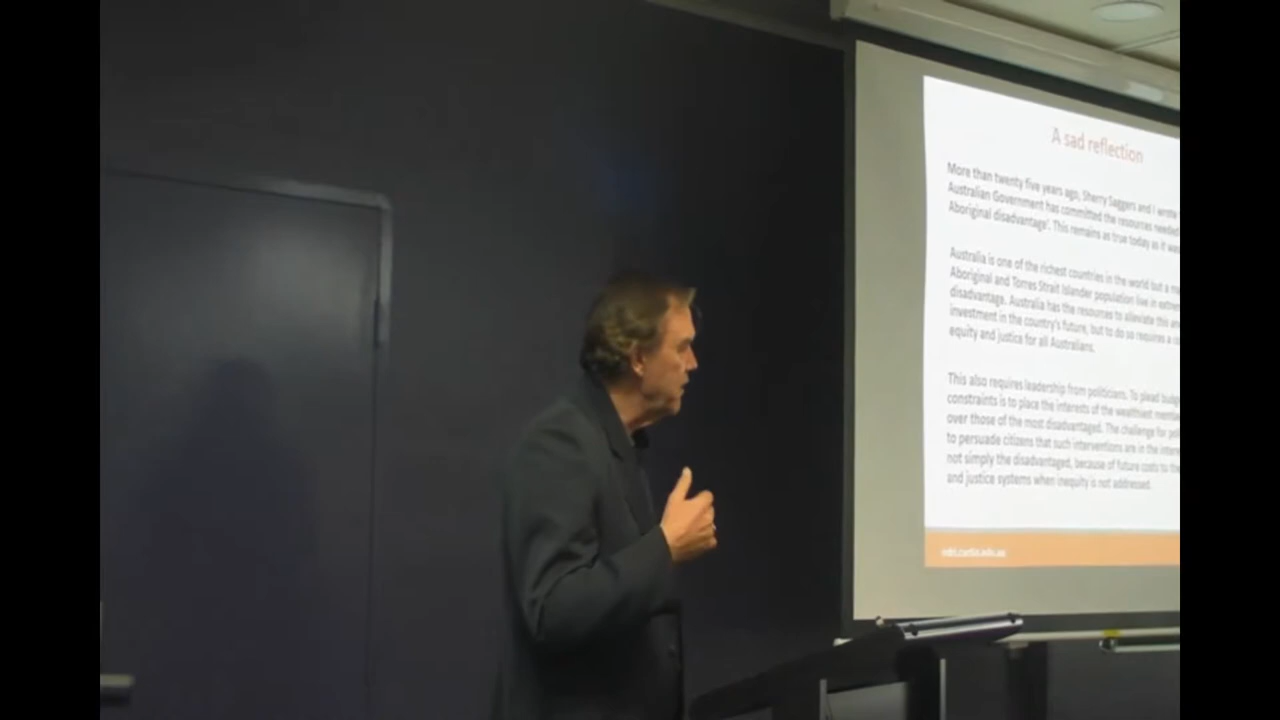 A sad reflection
More than twenty five years ago, Sherry Saggers and I wrote
Australian Government has committed the resources needed
Aboriginal disadvantage'. This remains as true today as it was
Australia is one of the richest countries in the world but a
Aboriginal and Torres Strait Islander population live in
disadvantage. Australia has the resources to alleviate this
investment in the country's future, but to do so requires a
equity and justice for all Australians.
This also requires leadership from politicians. To plead
constraints is to place the interests of the wealthiest
over those of the most disadvantaged. The challenge for
to persuade citizens that such interventions are in the
not simply the disadvantaged, because of future costs to
and justice systems when inequity is not addressed.